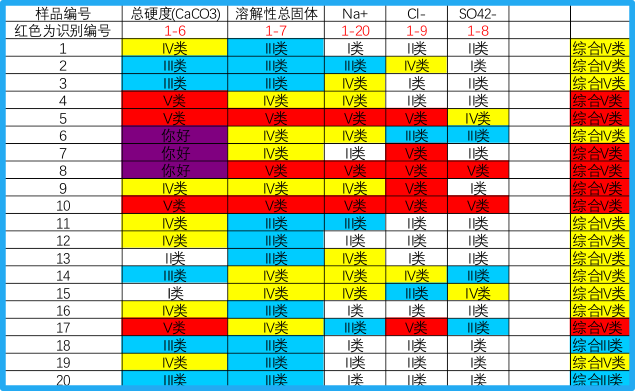 样品编号 总硬度(CaCO3) 溶解性总固体 Na+ Cl- SO42-
红色为识别编号 1-6 1-7 1-20 1-9 1-8
1 IV类 III类 I类 II类 II类 综合IV类
2 III类 III类 III类 IV类 I类 综合IV类
3 III类 III类 IV类 I类 II类 综合IV类
4 V类 IV类 IV类 II类 II类 综合V类
5 V类 V类 V类 V类 IV类 综合V类
6 你好 IV类 IV类 III类 III类 综合IV类
7 你好 IV类 II类 V类 II类 综合V类
8 你好 V类 V类 V类 V类 综合V类
9 IV类 IV类 IV类 V类 I类 综合V类
10 V类 V类 V类 V类 V类 综合V类
11 IV类 III类 III类 II类 II类 综合IV类
12 IV类 III类 II类 II类 II类 综合IV类
13 II类 III类 IV类 I类 II类 综合IV类
14 III类 IV类 IV类 IV类 III类 综合IV类
15 I类 IV类 IV类 III类 IV类 综合IV类
16 IV类 III类 I类 I类 II类 综合IV类
17 V类 IV类 III类 V类 III类 综合V类
18 III类 III类 I类 II类 I类 综合III类
19 IV类 III类 II类 II类 I类 综合IV类
20 III类 III类 I类 I类 I类 综合III类